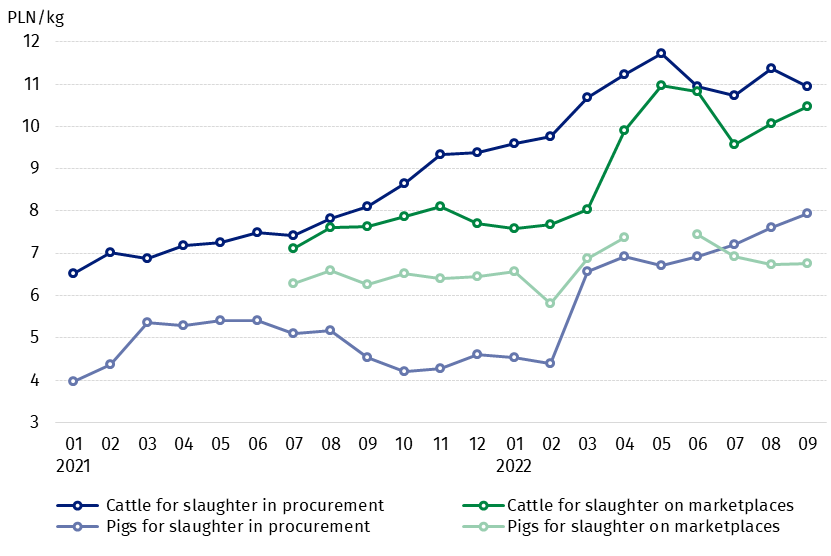 PLN/kg
12
11
10
9
8
7
6
5
4
3
01 02 03 04 05 06 07 08 09 10 11 12 01 02 03 04 05 06 07 08 09
2021 2022
Cattle for slaughter in procurement Cattle for slaughter on marketplaces
Pigs for slaughter in procurement Pigs for slaughter on marketplaces